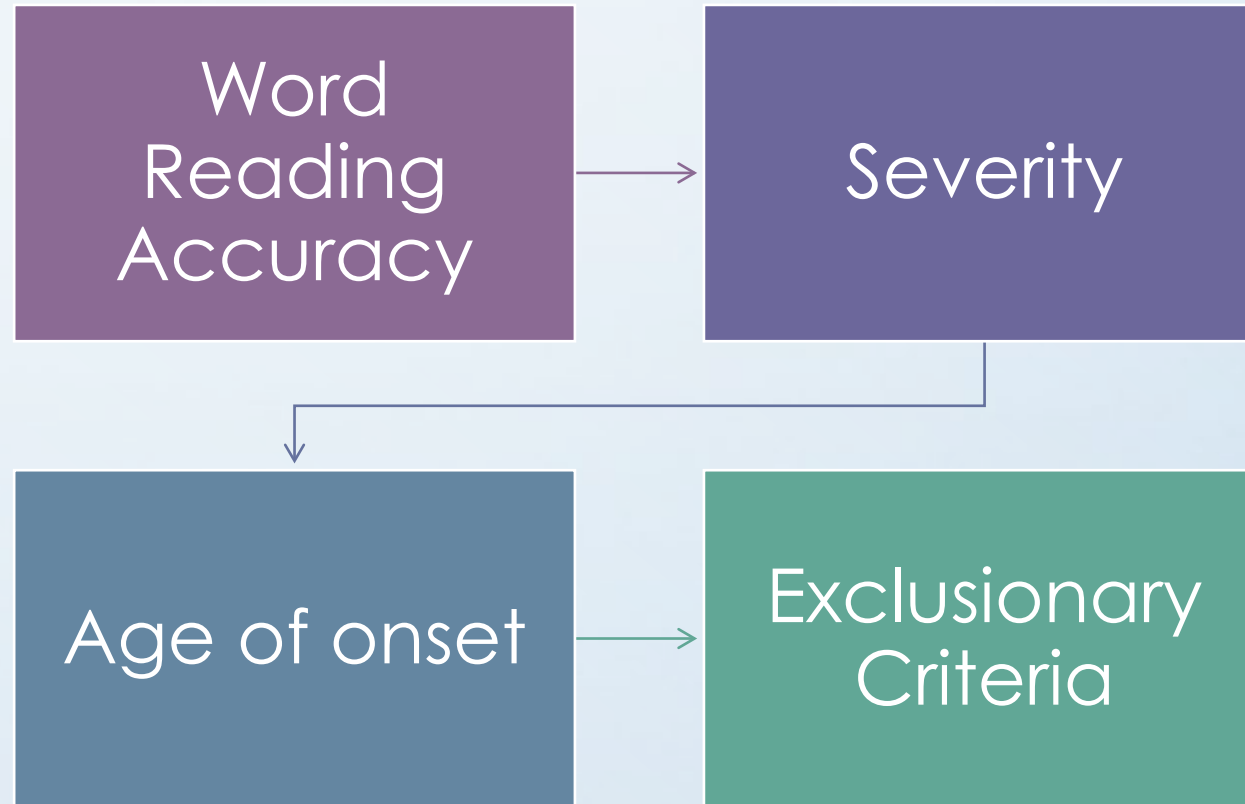 Word
Reading
Accuracy
Severity
Age of onset
Exclusionary
Criteria